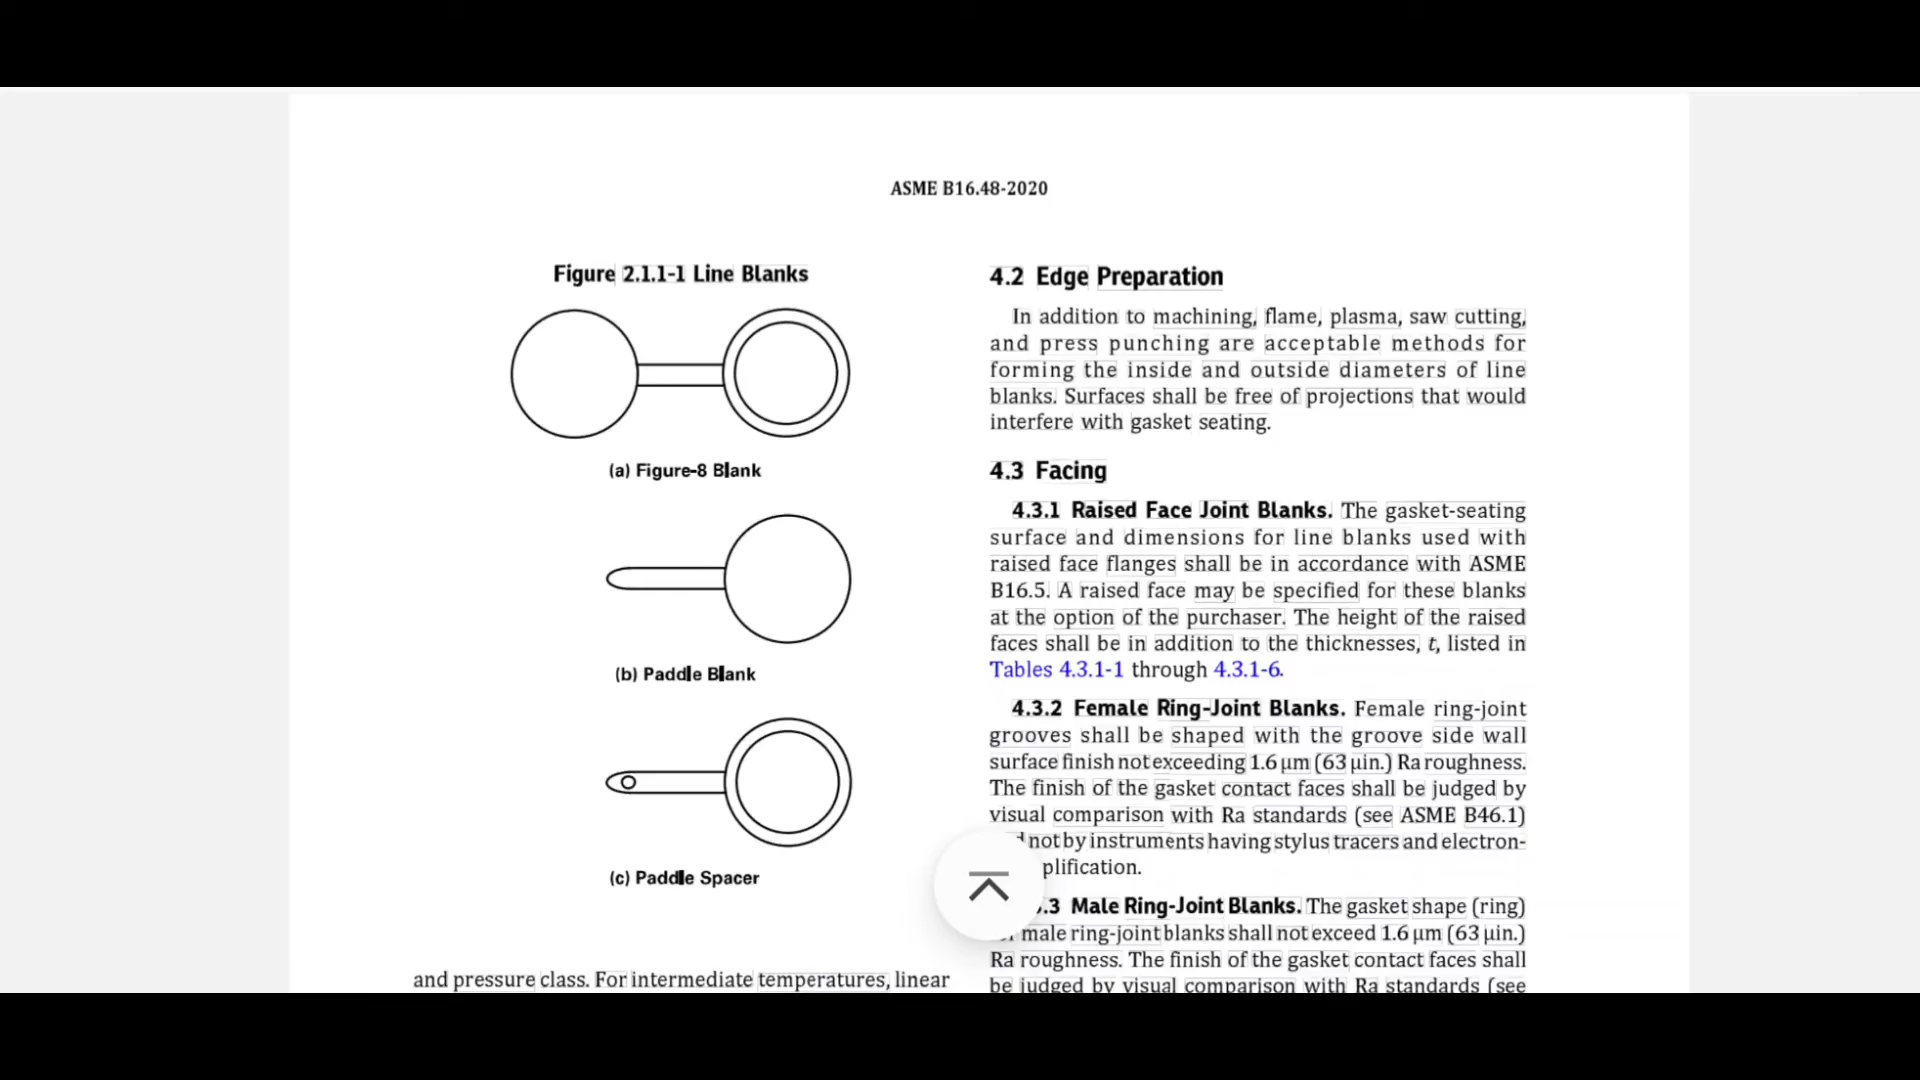 ASME B16.48-2020
Figure 2.1.1-1 Line Blanks
(a) Figure-8 Blank
(b) Paddle Blank
(c) Paddle Spacer
and pressure class. For intermediate temperatures, linear
4.2 Edge Preparation
In addition to machining, flame, plasma, saw cutting,
and press punching are acceptable methods for
forming the inside and outside diameters of line
blanks. Surfaces shall be free of projections that would
interfere with gasket seating.
4.3 Facing
4.3.1 Raised Face Joint Blanks. The gasket-seating
surface and dimensions for line blanks used with
raised face flanges shall be in accordance with ASME
B16.5. A raised face may be specified for these blanks
at the option of the purchaser. The height of the raised
faces shall be in addition to the thicknesses, t, listed in
Tables 4.3.1-1 through 4.3.1-6.
4.3.2 Female Ring-Joint Blanks. Female ring-joint
grooves shall be shaped with the groove side wall
surface finish not exceeding 1.6 μm (63 μin.) Ra roughness.
The finish of the gasket contact faces shall be judged by
visual comparison with Ra standards (see ASME B46.1)
not by instruments having stylus tracers and electron-
plification.
.3 Male Ring-Joint Blanks. The gasket shape (ring)
male ring-joint blanks shall not exceed 1.6 μm (63 μin.)
Ra roughness. The finish of the gasket contact faces shall
be judged by visual comparison with Ra standards (see